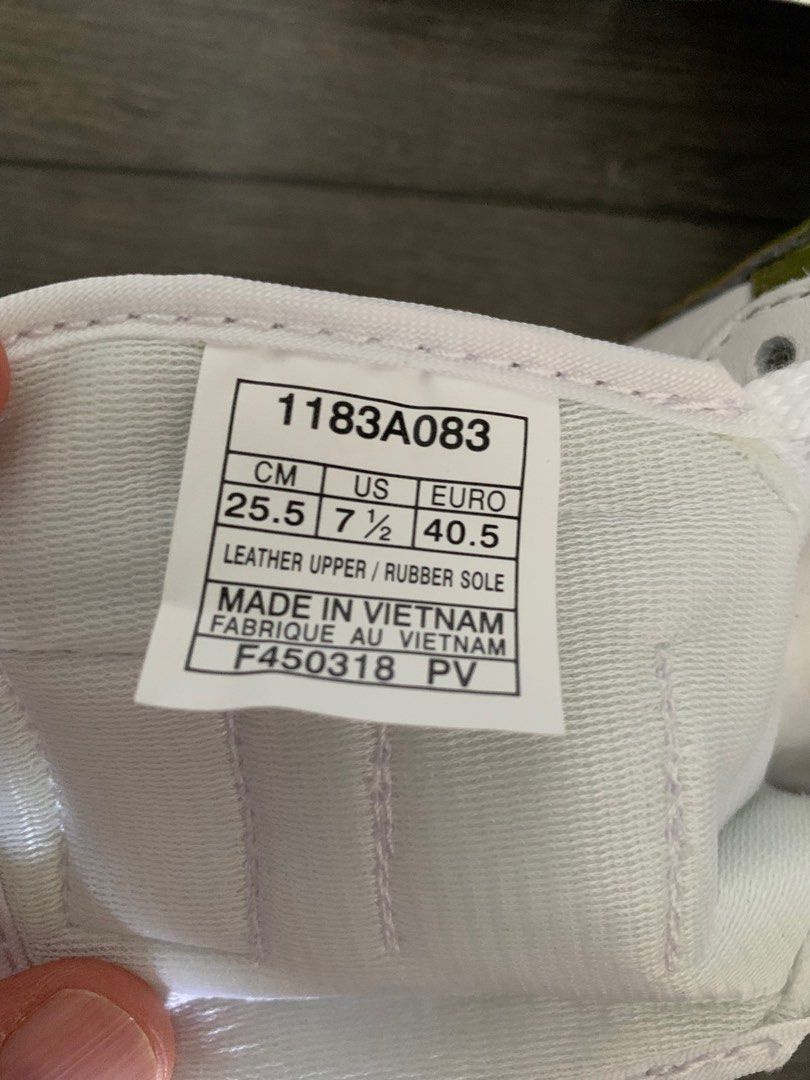 1183A083
CM US EURO
25.5 7 ½ 40.5
LEATHER UPPER / RUBBER SOLE
MADE IN VIETNAM
FABRIQUE AU VIETNAM
F450318 PV